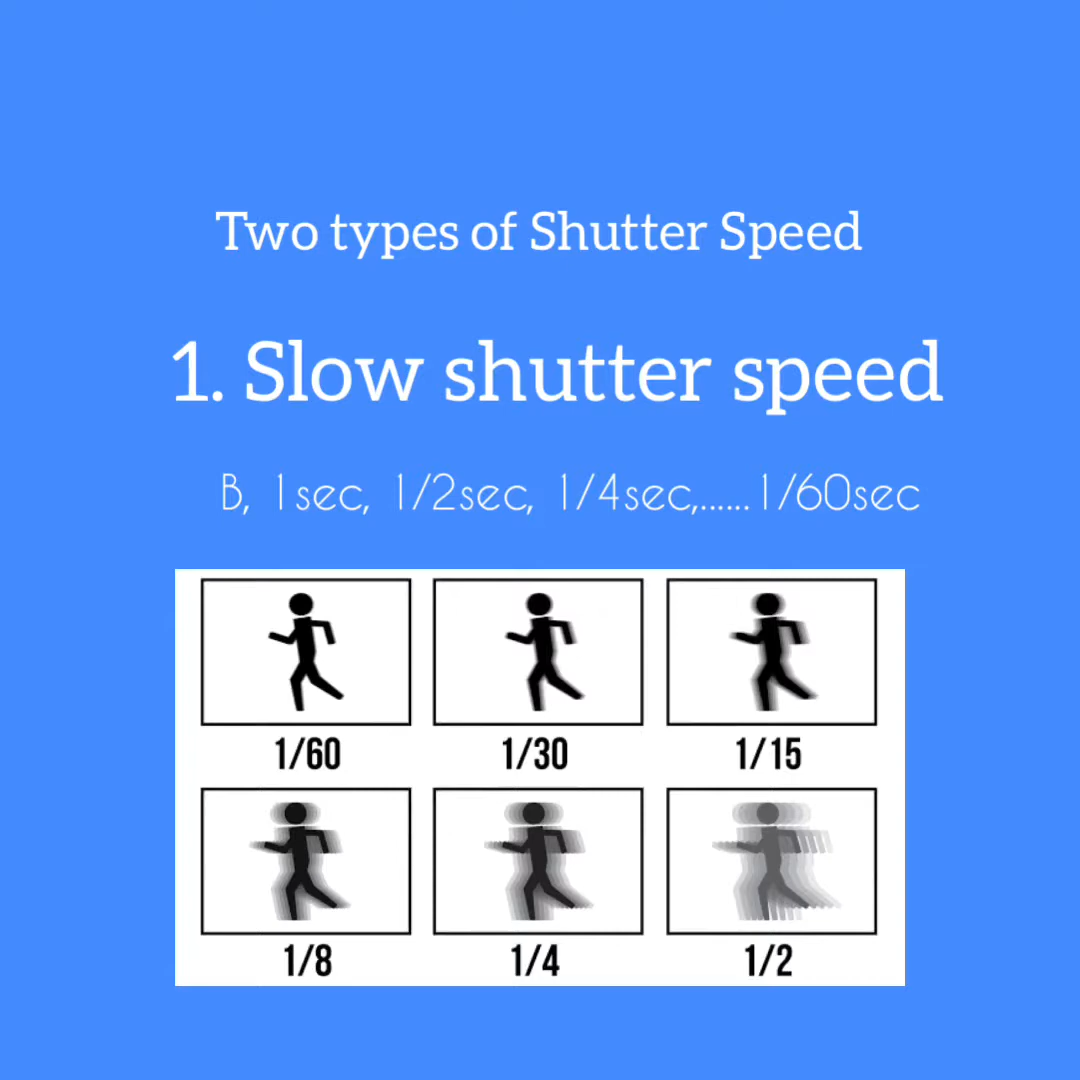 Two types of Shutter Speed
1. Slow shutter speed
B, 1sec, 1/2sec, 1/4sec,......1/60sec
1/60 1/30 1/15
1/8 1/4 1/2